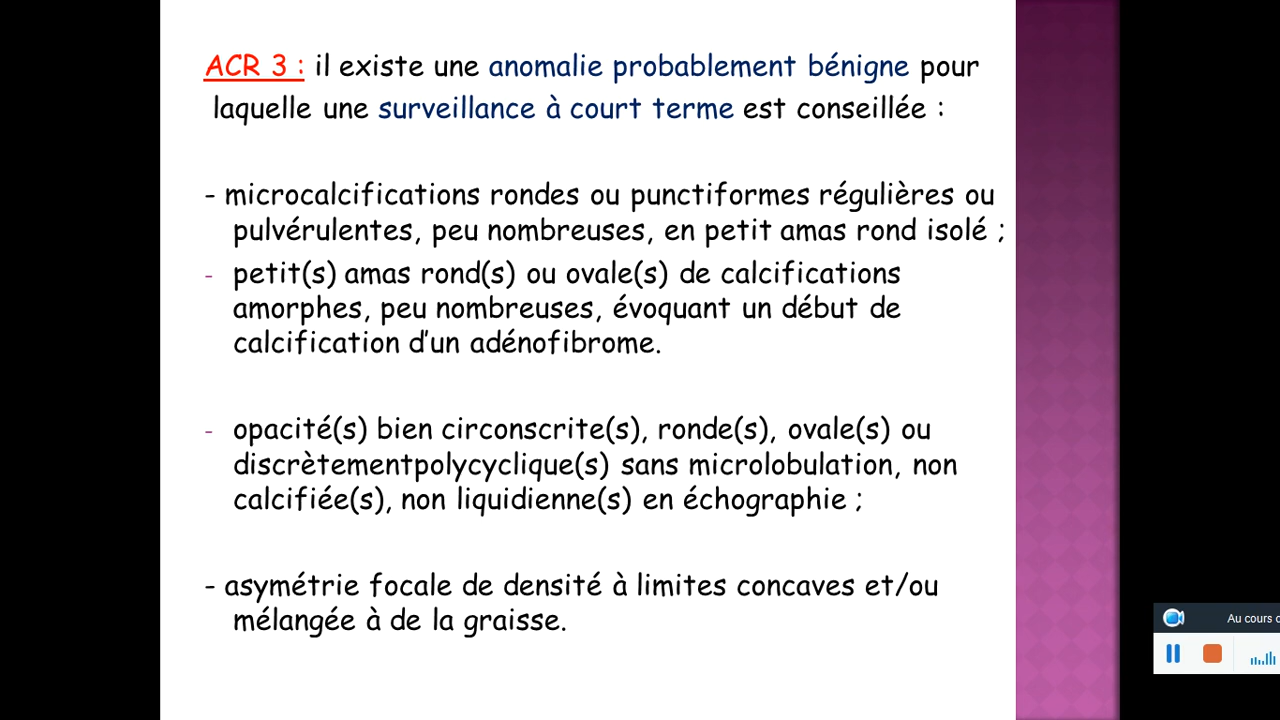 ACR 3 : il existe une anomalie probablement bénigne pour
laquelle une surveillance à court terme est conseillée :
- microcalcifications rondes ou punctiformes régulières ou
pulvérulentes, peu nombreuses, en petit amas rond isolé ;
- petit(s) amas rond(s) ou ovale(s) de calcifications
amorphes, peu nombreuses, évoquant un début de
calcification d'un adénofibrome.
- opacité(s) bien circonscrite(s), ronde(s), ovale(s) ou
discrètementpolycyclique(s) sans microlobulation, non
calcifiée(s), non liquidienne(s) en échographie ;
- asymétrie focale de densité à limites concaves et/ou
mélangée à de la graisse.
Au cours